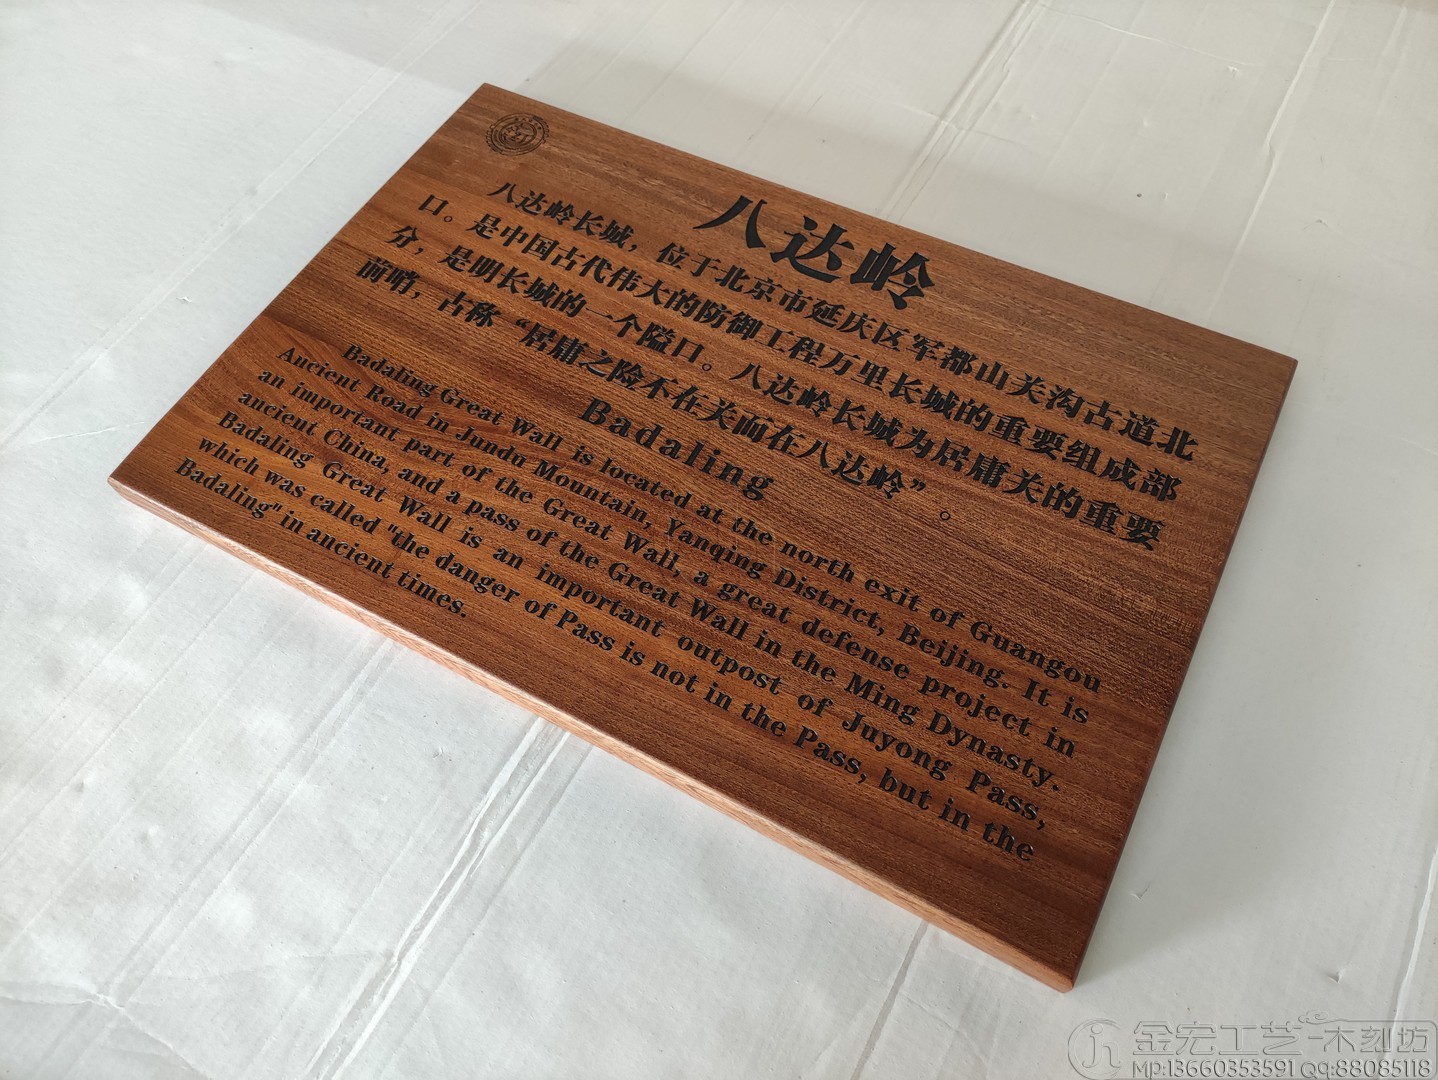 八达岭
八达岭长城，位于北京市延庆区军都山关沟古道北
口。是中国古代伟大的防御工程万里长城的重要组成部
分，是明长城的一个隘口。八达岭长城为居庸关的重要
前哨，古称“居庸之险不在关而在八达岭”。
Badaling
Badaling Great Wall is located at the north exit of Guangou
Ancient Road in Jundu Mountain, Yanqing District, Beijing. It is
an important part of the Great Wall, a great defense project in
ancient China, and a pass of the Great Wall in the Ming Dynasty.
Badaling Great Wall is an important outpost of Juyong Pass,
which was called "the danger of Pass is not in the Pass, but in the
Badaling" in ancient times.
金宏工艺-木刻坊
MP:13660353591 QQ:88085118